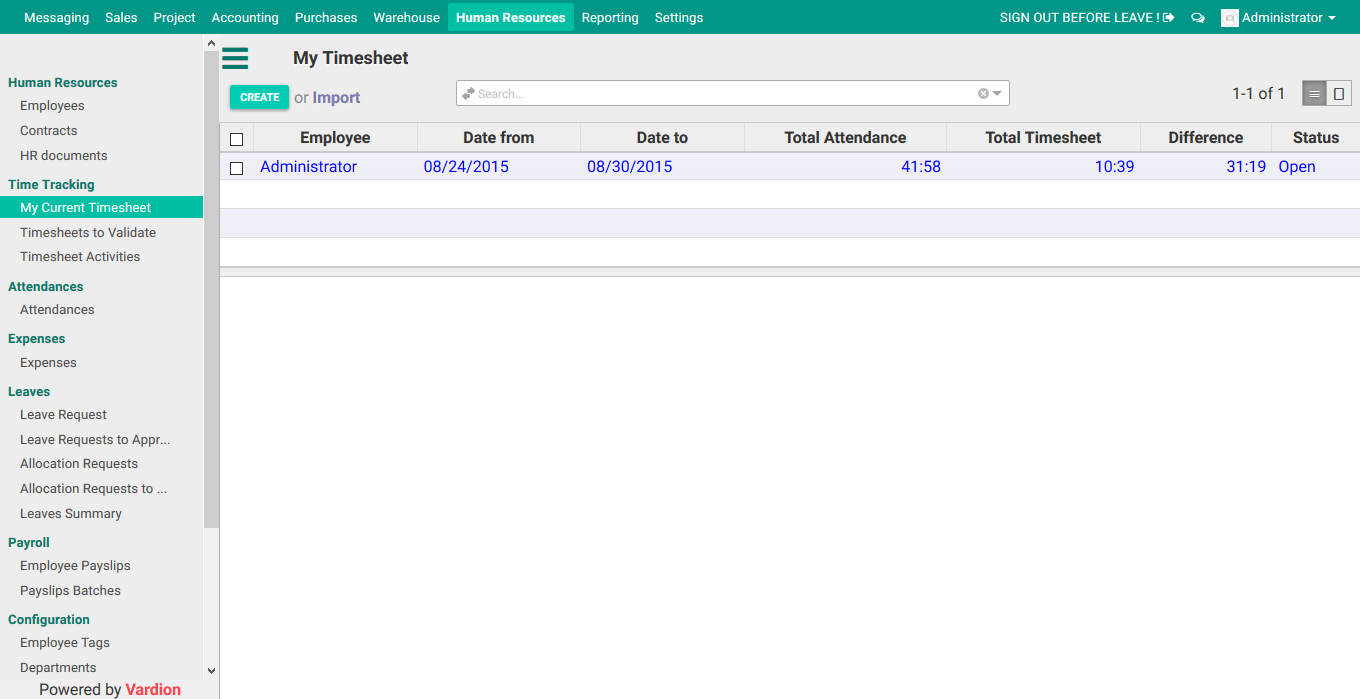 Messaging Sales Project Accounting Purchases Warehouse Human Resources Reporting Settings SIGN OUT BEFORE LEAVE ! Administrator
My Timesheet
CREATE or Import Search... 1-1 of 1
Human Resources
Employees
Contracts
HR documents
Time Tracking
My Current Timesheet
Timesheets to Validate
Timesheet Activities
Attendances
Attendances
Expenses
Expenses
Leaves
Leave Request
Leave Requests to Appr...
Allocation Requests
Allocation Requests to ...
Leaves Summary
Payroll
Employee Payslips
Payslips Batches
Configuration
Employee Tags
Departments
Powered by Vardion
Employee Date from Date to Total Attendance Total Timesheet Difference Status
Administrator 08/24/2015 08/30/2015 41:58 10:39 31:19 Open